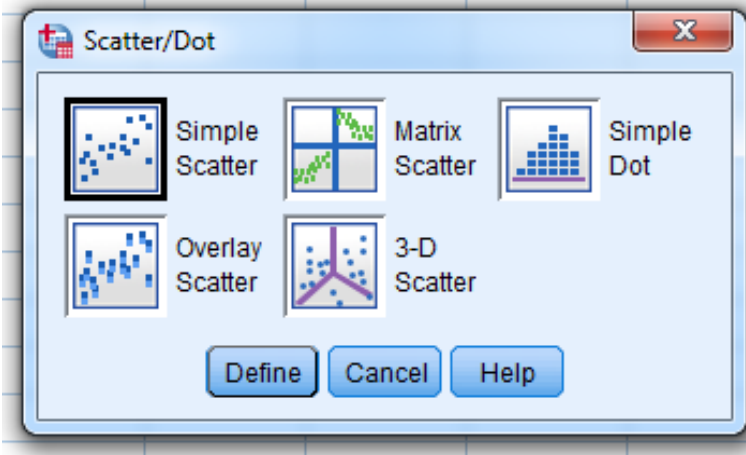 Scatter/Dot
Simple
Scatter
Matrix
Scatter
Simple
Dot
Overlay
Scatter
3-D
Scatter
Define
Cancel
Help